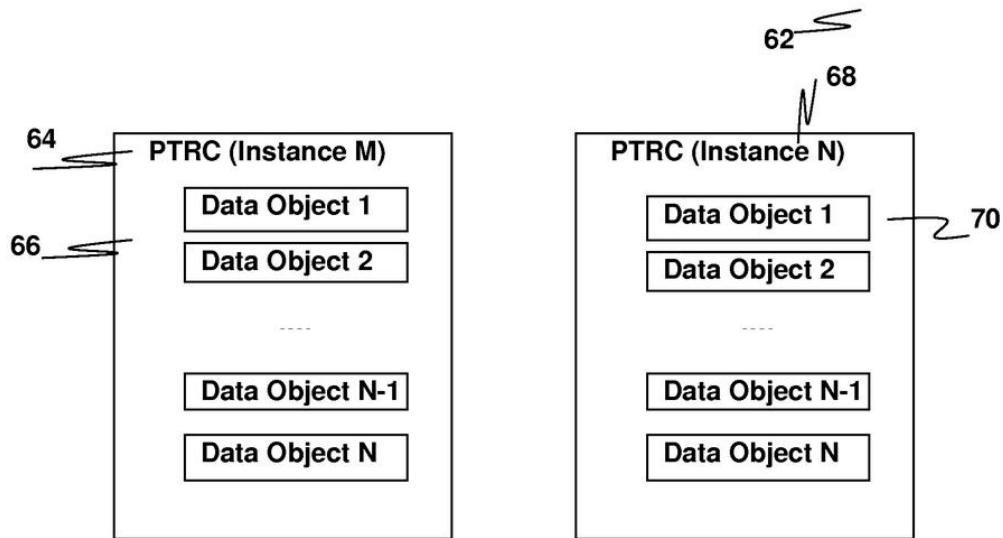 62
68
64
PTRC (Instance M)
PTRC (Instance N)
Data Object 1
Data Object 1
70
66
Data Object 2
Data Object 2
----
----
Data Object N-1
Data Object N-1
Data Object N
Data Object N